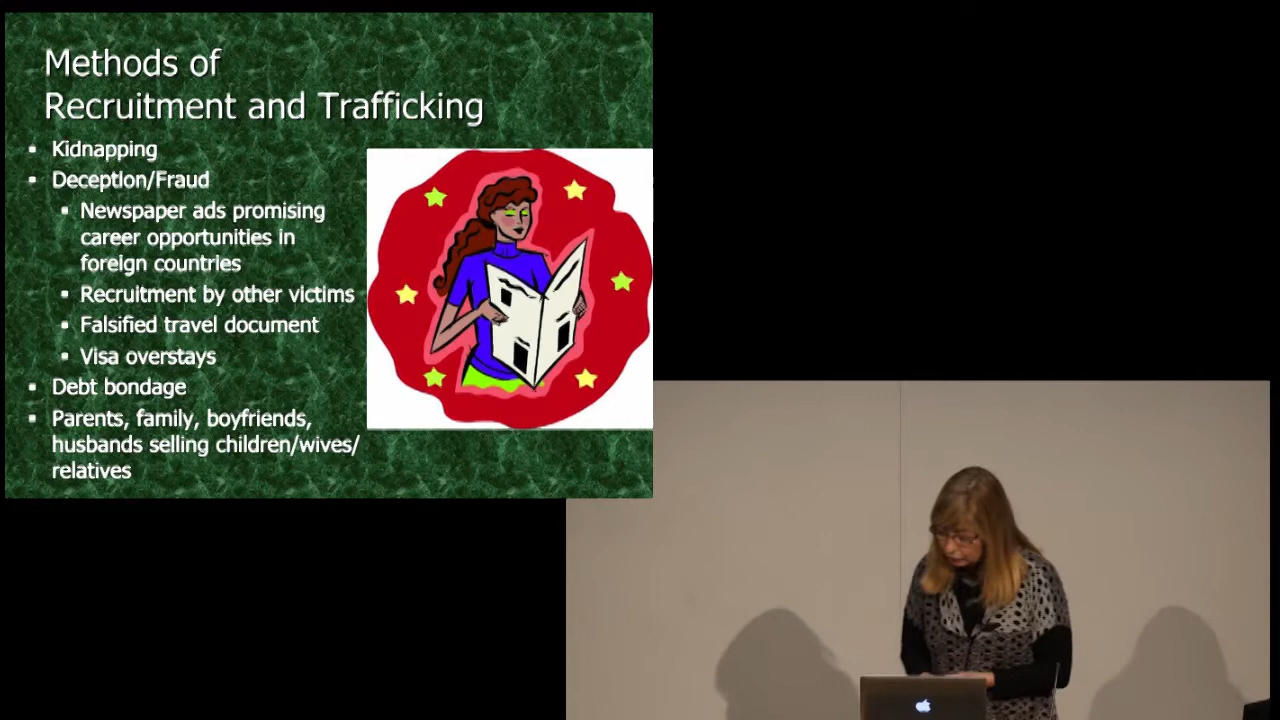 Methods of
Recruitment and Trafficking
Kidnapping
Deception/Fraud
Newspaper ads promising
career opportunities in
foreign countries
Recruitment by other victims
Falsified travel document
Visa overstays
Debt bondage
Parents, family, boyfriends,
husbands selling children/wives/
relatives